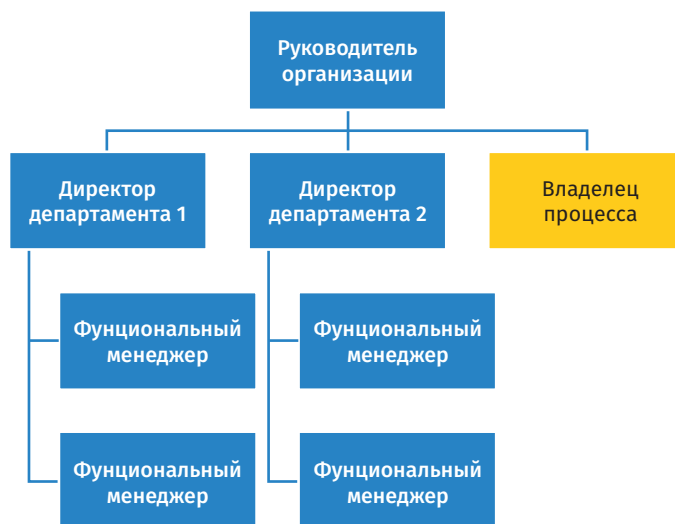 Руководитель
организации
Директор
департамента 1
Директор
департамента 2
Владелец
процесса
Фунциональный
менеджер
Фунциональный
менеджер
Фунциональный
менеджер
Фунциональный
менеджер